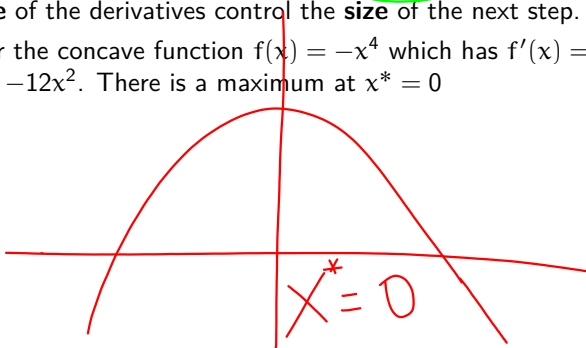 e of the derivatives control the size of the next step.
r the concave function f(x) = −x⁴ which has f′(x) =
−12x². There is a maximum at x* = 0
x* = 0